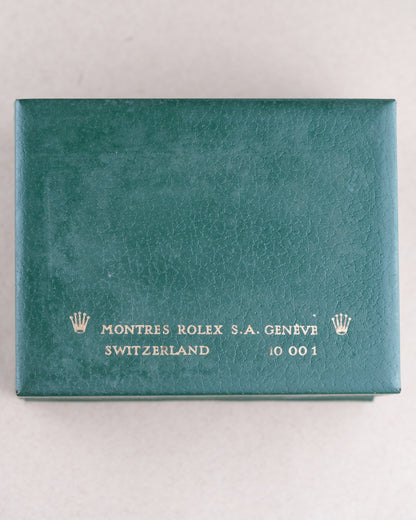 MONTRES ROLEX S.A. GENÈVE
SWITZERLAND 10 00 1